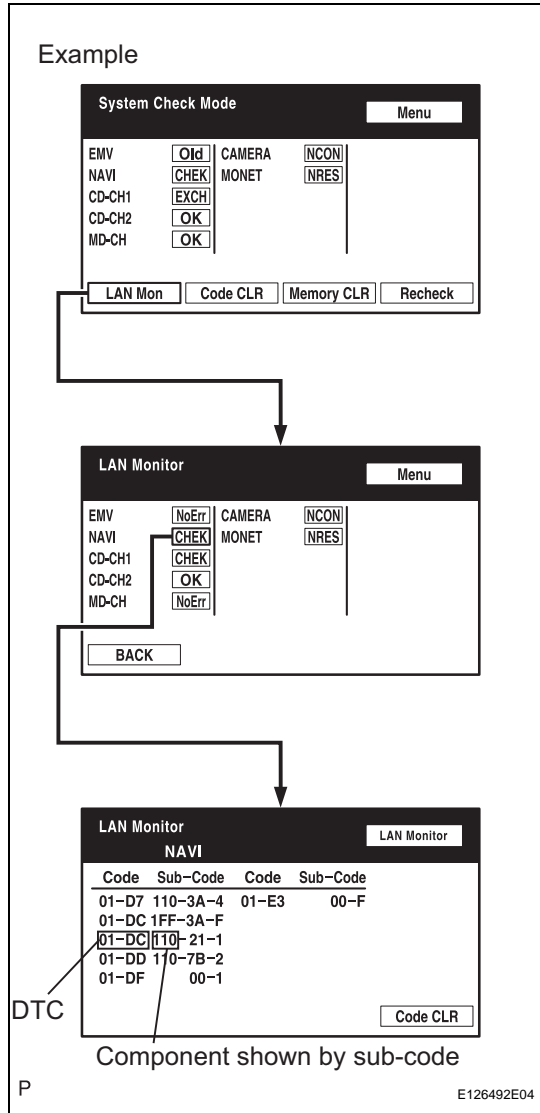 Example
System Check Mode Menu
EMV Old CAMERA NCON
NAVI CHEK MONET NRES
CD-CH1 EXCH
CD-CH2 OK
MD-CH OK
LAN Mon Code CLR Memory CLR Recheck
LAN Monitor Menu
EMV NoErr CAMERA NCON
NAVI CHEK MONET NRES
CD-CH1 CHEK
CD-CH2 OK
MD-CH NoErr
BACK
LAN Monitor LAN Monitor
NAVI
Code Sub-Code Code Sub-Code
01-D7 110-3A-4 01-E3 00-F
01-DC 1FF-3A-F
01-DC 110-21-1
01-DD 110-7B-2
01-DF 00-1
DTC
Code CLR
Component shown by sub-code
P E126492E04